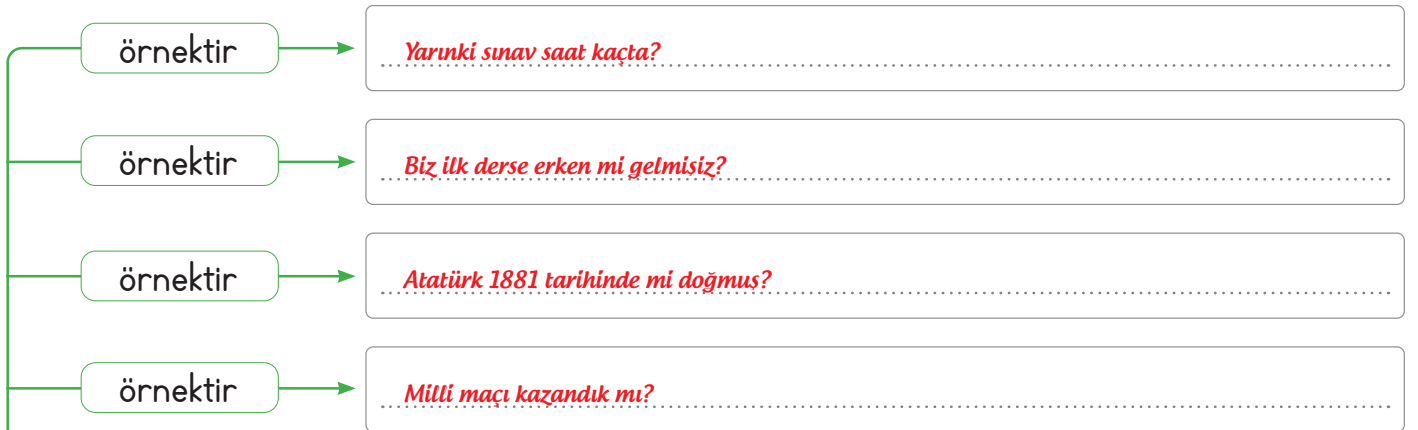 örnektir
Yarınki sınav saat kaçta?
örnektir
Biz ilk derse erken mi gelmişiz?
örnektir
Atatürk 1881 tarihinde mi doğmuş?
örnektir
Milli maçı kazandık mı?